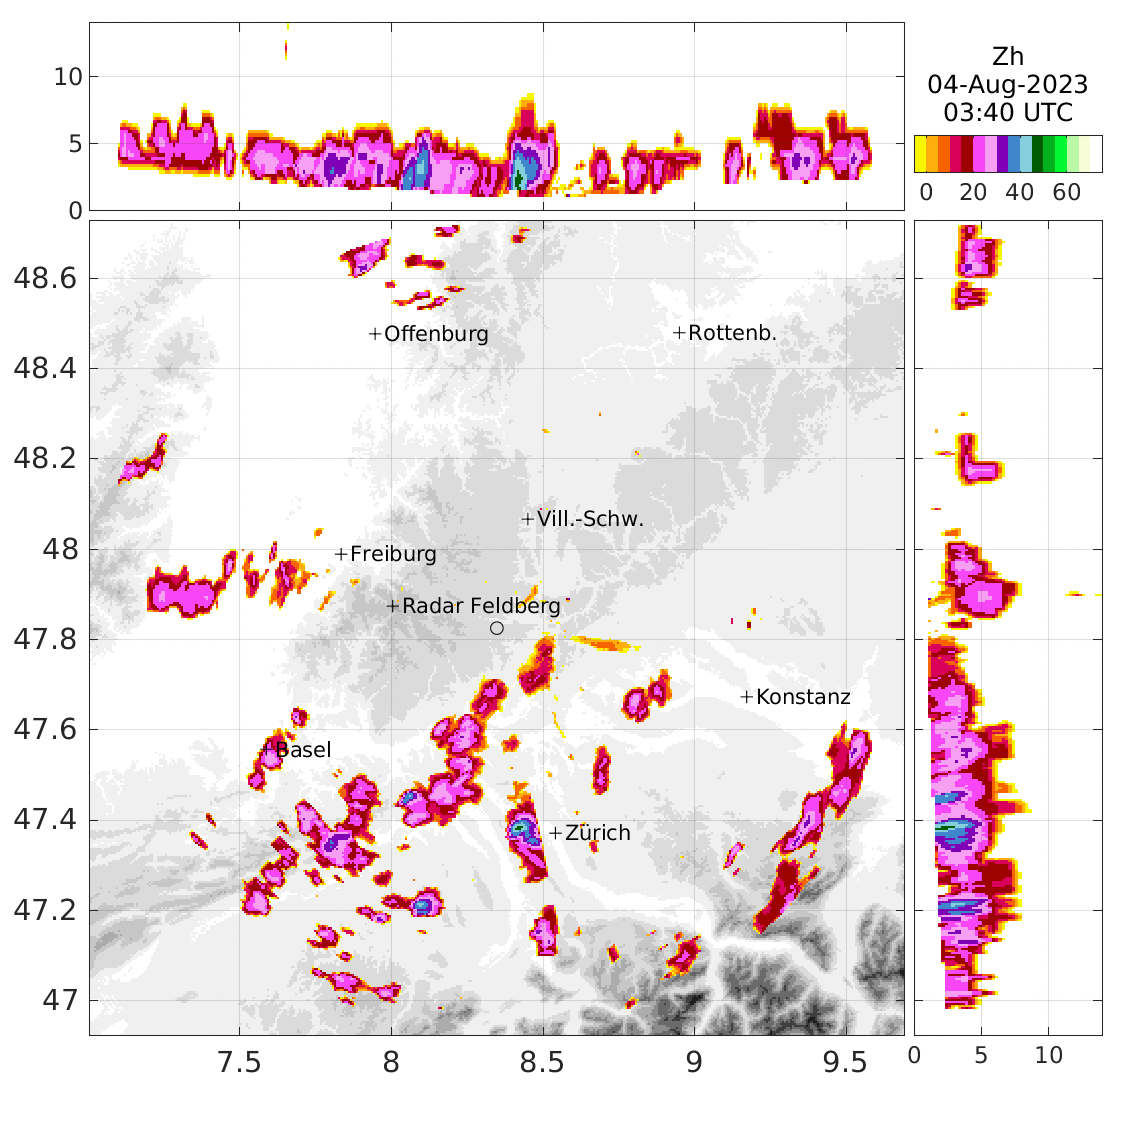 10
5
0
Zh
04-Aug-2023
03:40 UTC
0 20 40 60
48.6
48.4
48.2
48
47.8
47.6
47.4
47.2
47
Offenburg
Rottenb.
Vill.-Schw.
Freiburg
Radar Feldberg
Konstanz
Basel
Zürich
7.5 8 8.5 9 9.5
0 5 10